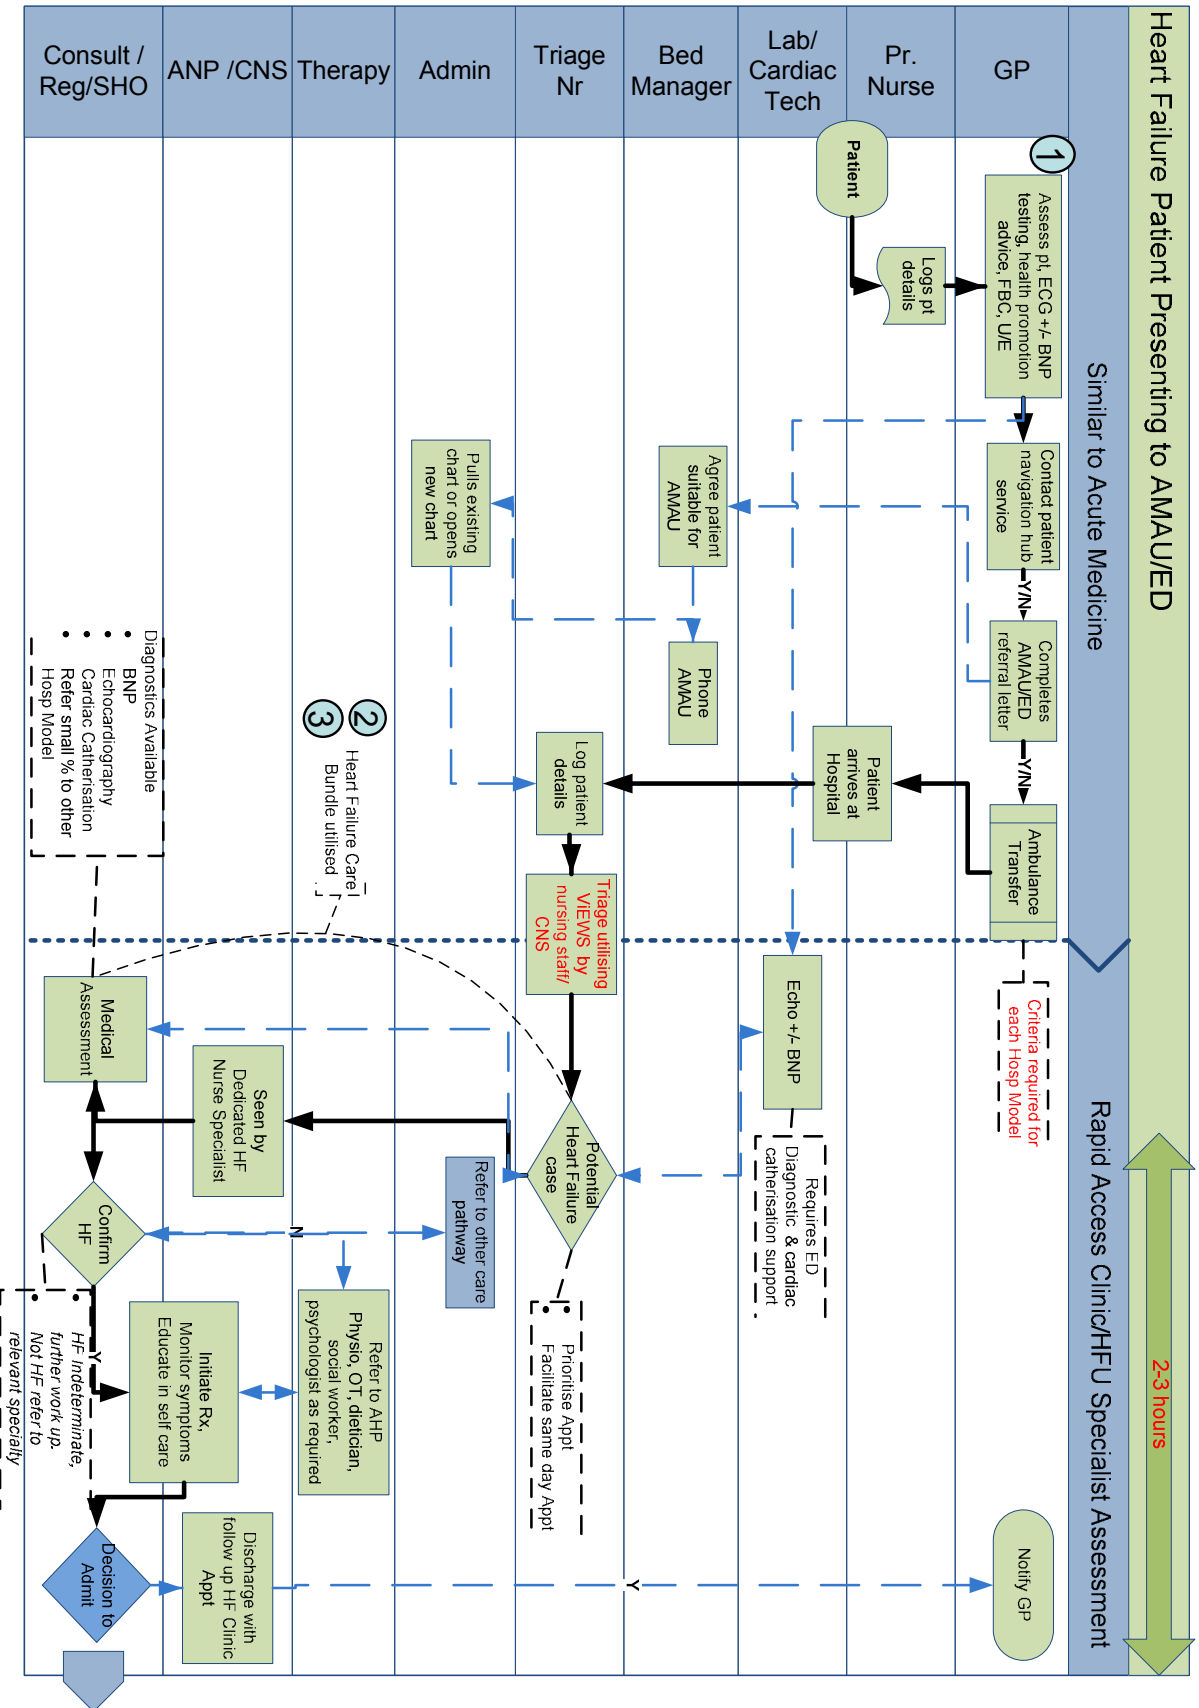 Heart Failure Patient Presenting to AMAU/ED
2-3 hours
Similar to Acute Medicine
Rapid Access Clinic/HFU Specialist Assessment
GP
1
Assess pt, ECG +/- BNP
testing, health promotion
advice, FBC, U/E
Contact patient
navigation hub
service
Y/N
Completes
AMAU/ED
referral letter
Y/N
Ambulance
Transfer
Criteria required for
each Hosp Model
Notify GP
Pr.
Nurse
Patient
Logs pt
details
Patient
arrives at
Hospital
Lab/
Cardiac
Tech
Echo +/- BNP
Requires ED
Diagnostic & cardiac
catherisation support
Bed
Manager
Agree patient
suitable for
AMAU
Phone
AMAU
Triage
Nr
Log patient
details
Triage utilising
ViEWS by
nursing staff/
CNS
Potential
Heart Failure
case
• Prioritise Appt
• Facilitate same day Appt
Y
Admin
Pulls existing
chart or opens
new chart
Refer to other care
pathway
Therapy
2
3
Heart Failure Care
Bundle utilised
N
Refer to AHP
Physio, OT, dietician,
social worker,
psychologist as required
ANP /CNS
Seen by
Dedicated HF
Nurse Specialist
Initiate Rx,
Monitor symptoms
Educate in self care
Discharge with
follow up HF Clinic
Appt
Consult /
Reg/SHO
Diagnostics Available
• BNP
• Echocardiography
• Cardiac Catherisation
• Refer small % to other
Hosp Model
Medical
Assessment
Confirm
HF
Y
• HF Indeterminate,
further work up.
• Not HF refer to
relevant specialty
Decision to
Admit